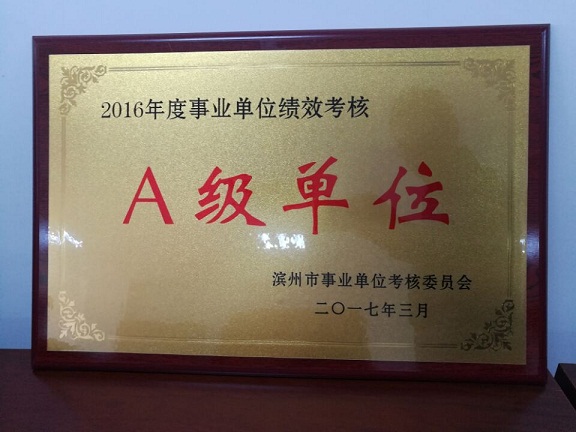 2016年度事业单位绩效考核
A级单位
滨州市事业单位考核委员会
二〇一七年三月